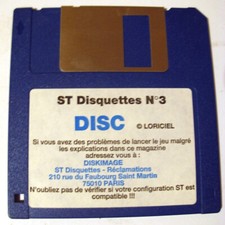 ST Disquettes N°3
DISC © LORICIEL
Si vous avez des problèmes de lancer le jeu malgré
les explications dans ce magazine
adressez vous à :
DISKIMAGE
ST Disquettes - Réclamations
210 rue du Faubourg Saint Martin
75010 PARIS
N'oubliez pas de vérifier si votre configuration ST est
compatible !!!